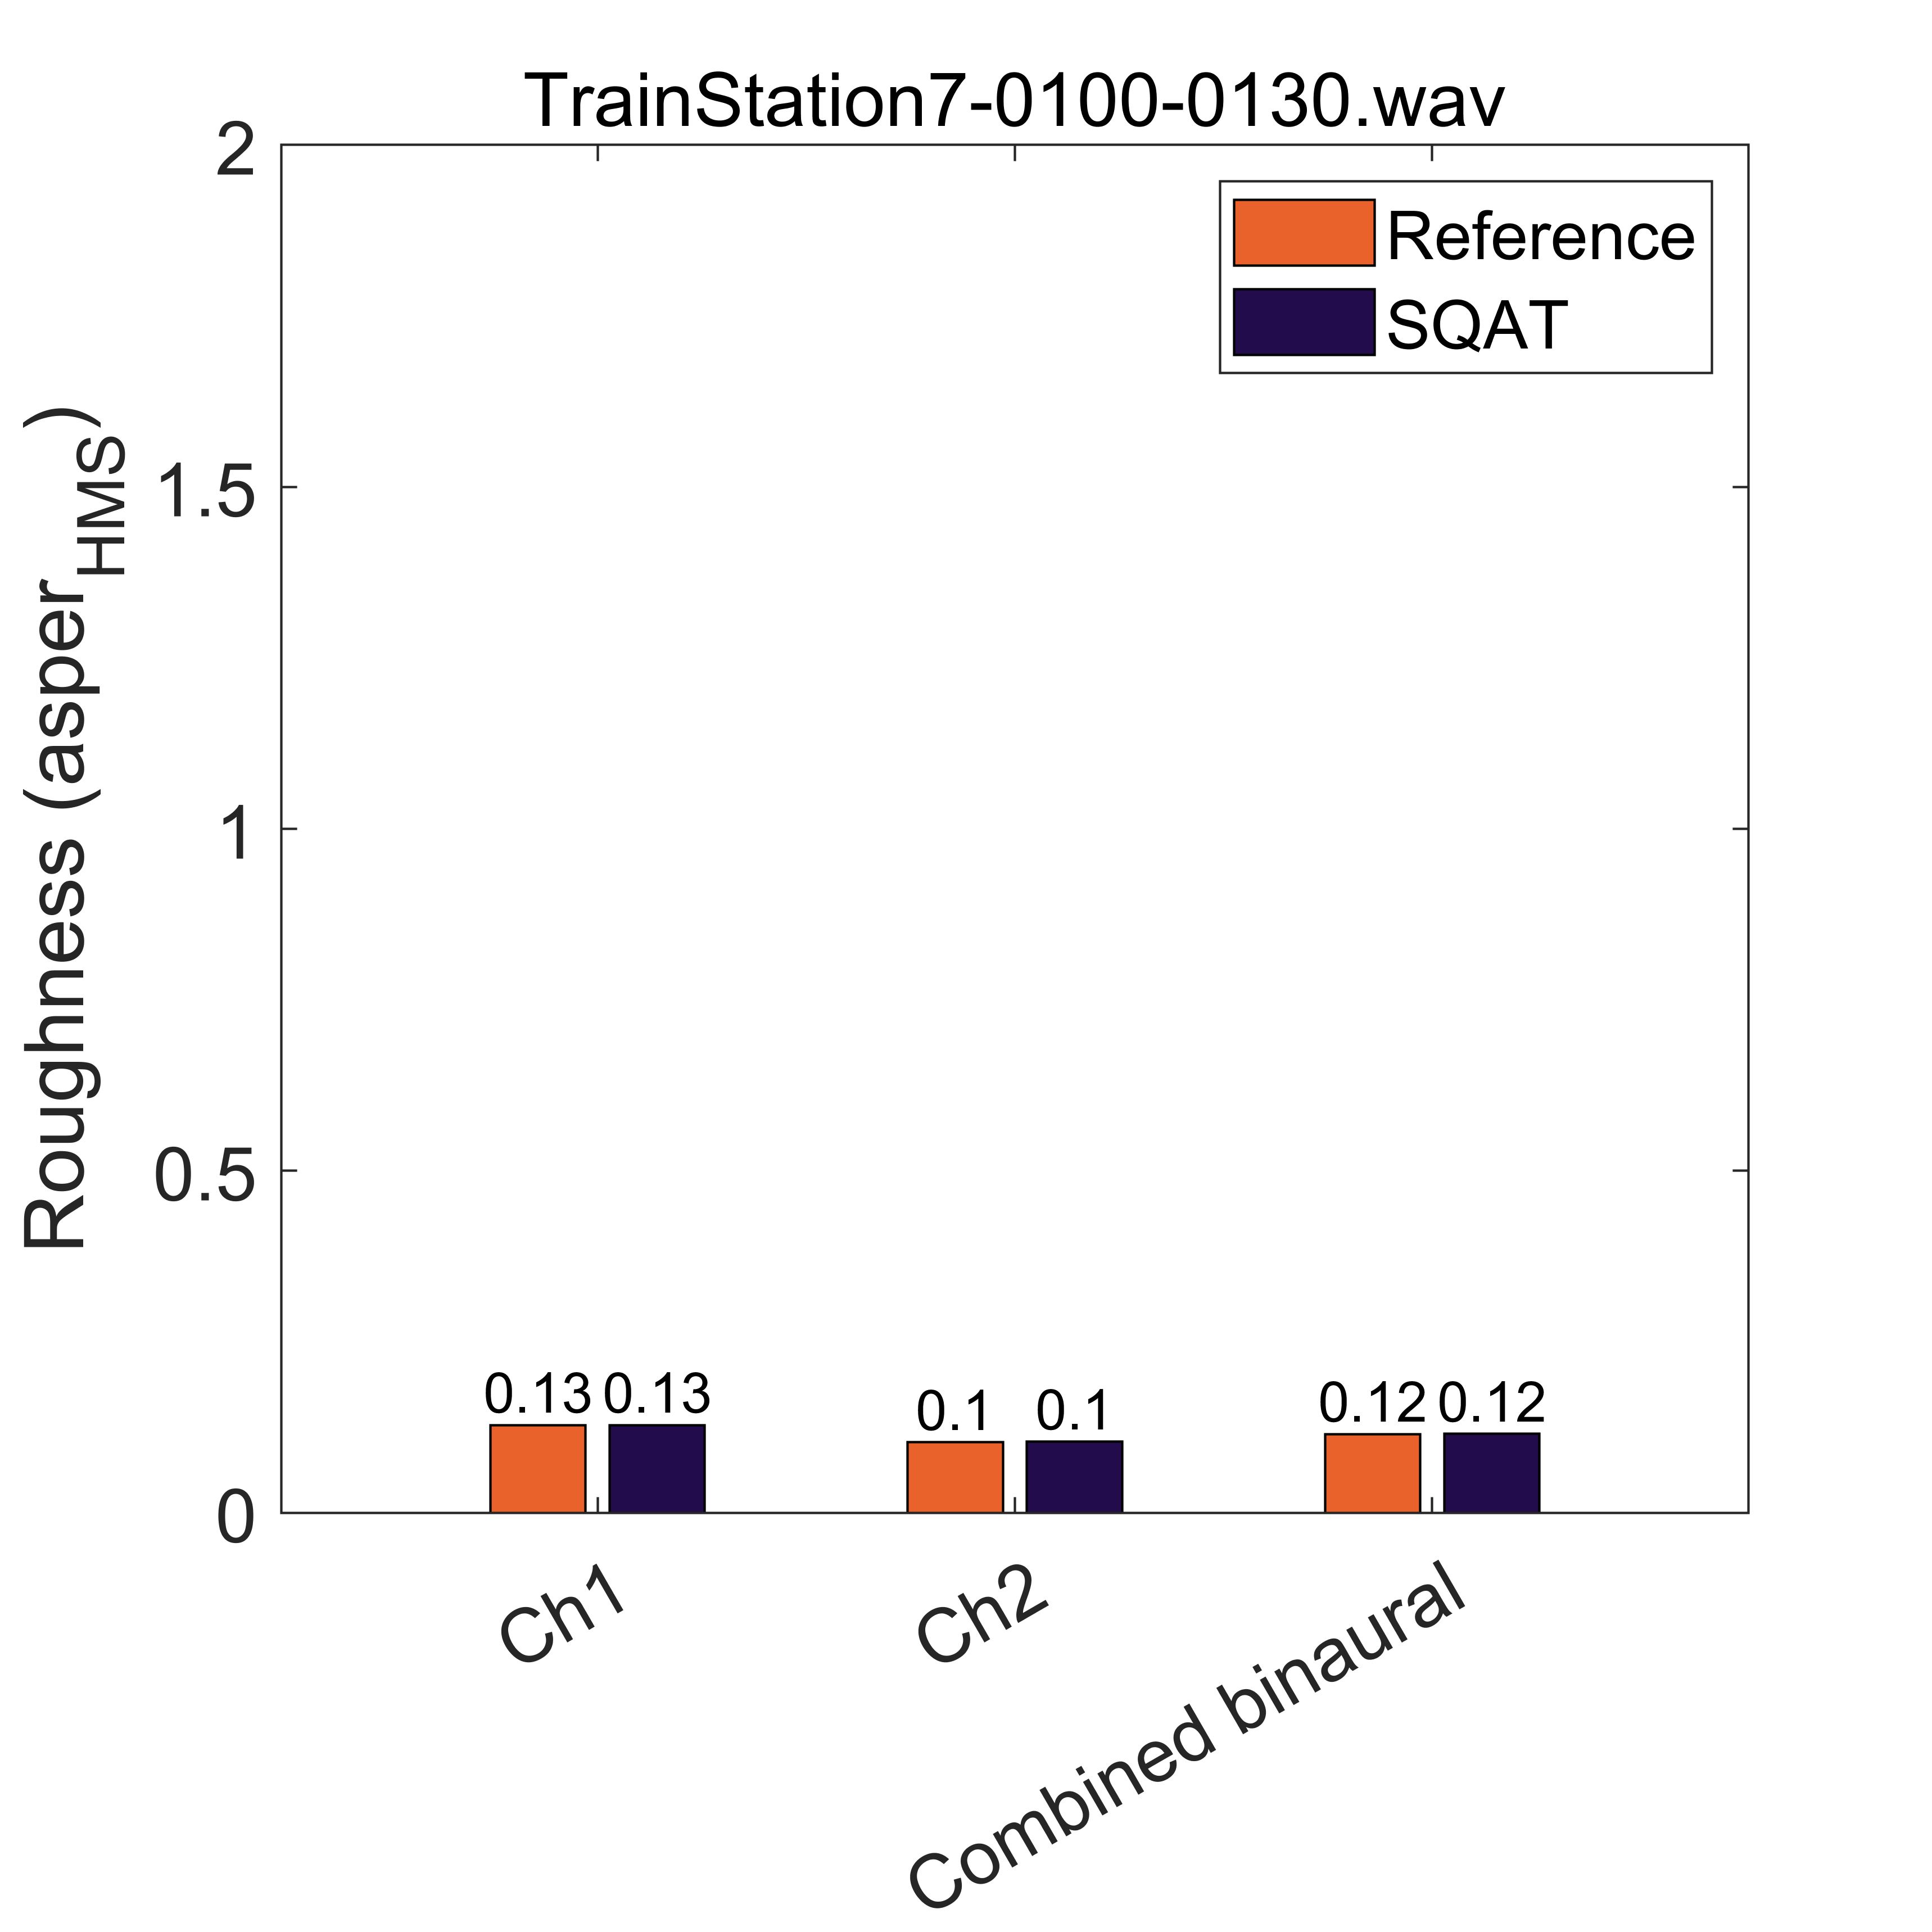 TrainStation7-0100-0130.wav
Reference
SQAT
Roughness (asper_HMS)
2
1.5
1
0.5
0
0.13 0.13 0.1 0.1 0.12 0.12
Ch1 Ch2 Combined binaural